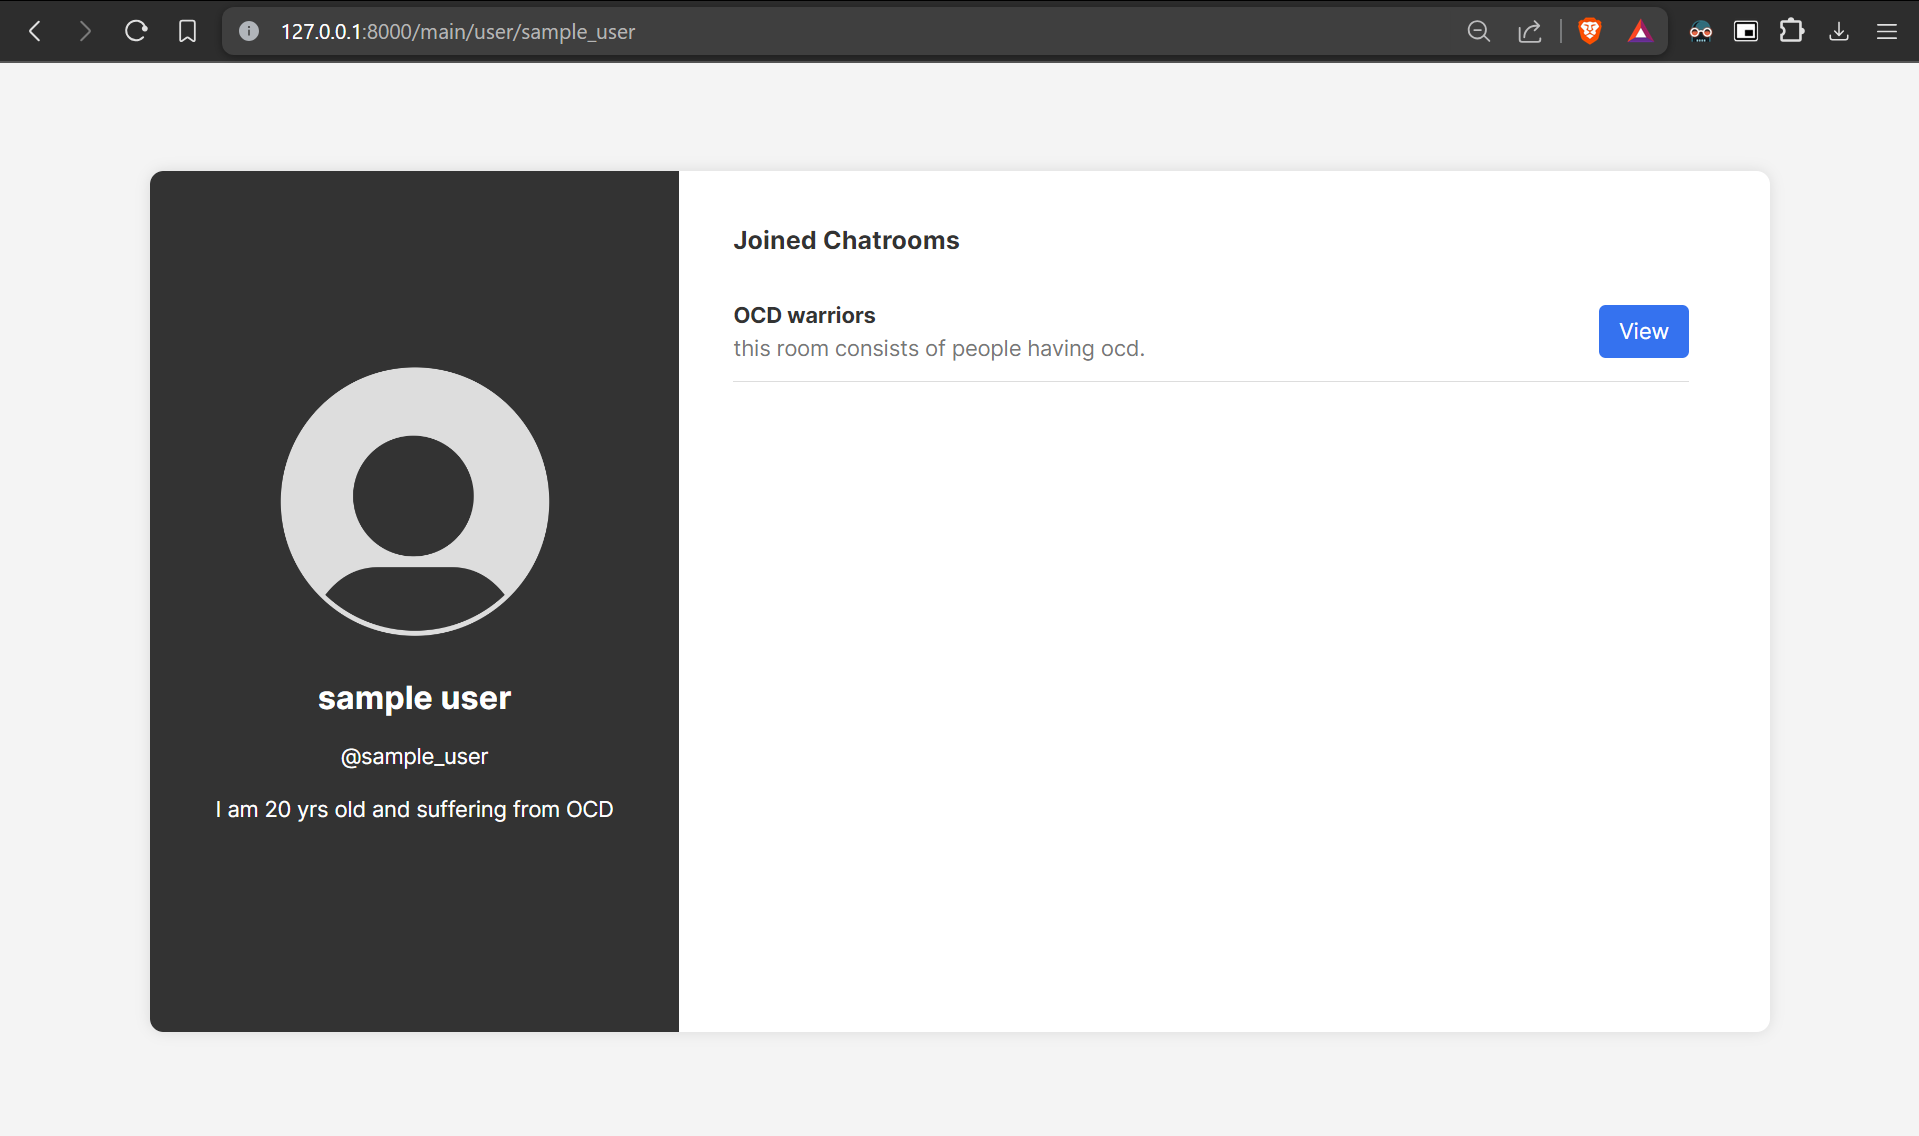 127.0.0.1:8000/main/user/sample_user
sample user
@sample_user
I am 20 yrs old and suffering from OCD
Joined Chatrooms
OCD warriors
this room consists of people having ocd.
View